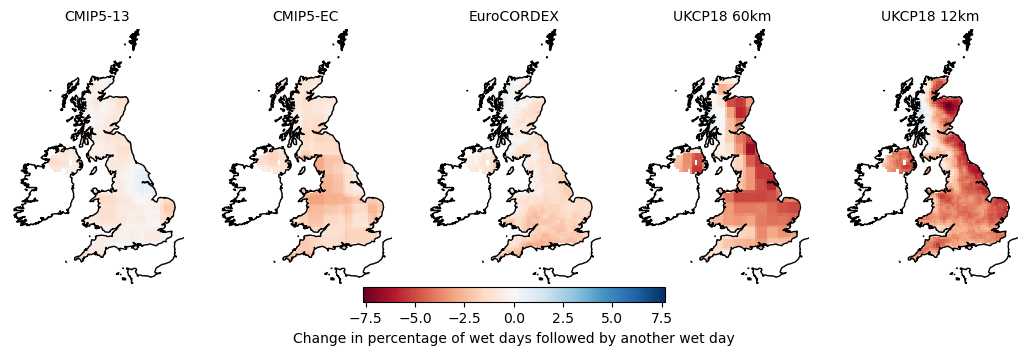 CMIP5-13 CMIP5-EC EuroCORDEX UKCP18 60km UKCP18 12km
−7.5 −5.0 −2.5 0.0 2.5 5.0 7.5
Change in percentage of wet days followed by another wet day